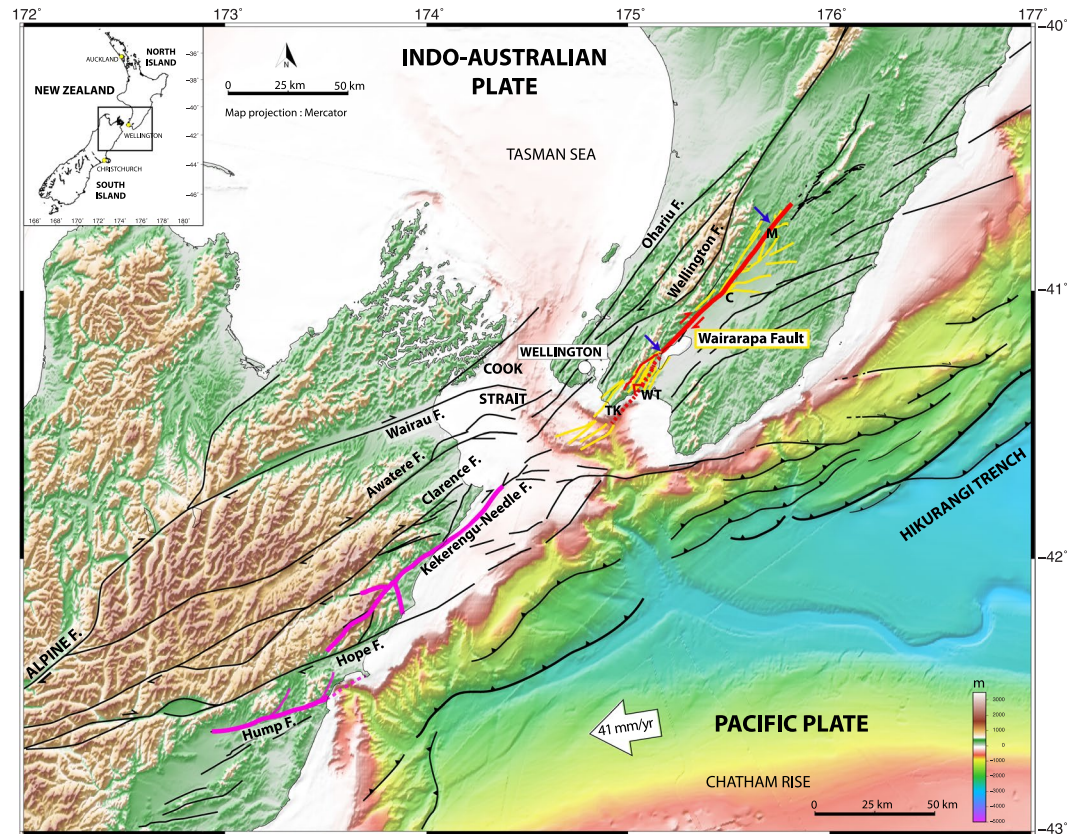 172°
173°
174°
175°
176°
177°
-40°
-41°
-42°
-43°
NORTH
ISLAND
AUCKLAND
NEW ZEALAND
WELLINGTON
CHRISTCHURCH
SOUTH
ISLAND
-36°
-38°
-40°
-42°
-44°
-46°
166°
168°
170°
172°
174°
176°
178°
180°
N
0
25 km
50 km
Map projection : Mercator
INDO-AUSTRALIAN
PLATE
TASMAN SEA
Ohariu F.
Wellington F.
M
C
Wairarapa Fault
WELLINGTON
COOK
STRAIT
WT
TK
Wairau F.
Awatere F.
Clarence F.
Kekerengu-Needle F.
HIKURANGI TRENCH
ALPINE F.
Hope F.
Hump F.
41 mm/yr
PACIFIC PLATE
CHATHAM RISE
0
25 km
50 km
m
3000
2000
1000
0
-1000
-2000
-3000
-4000
-5000